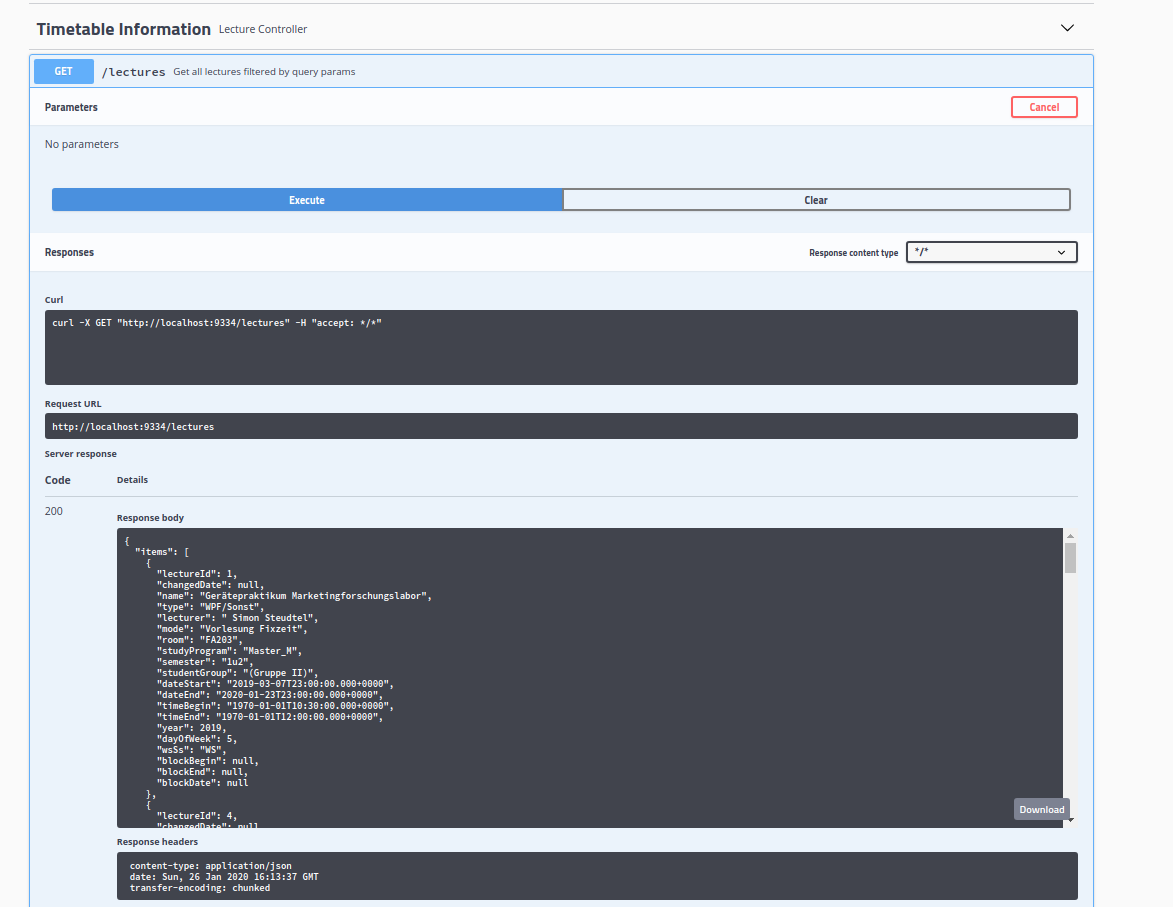 Timetable Information Lecture Controller
GET /lectures Get all lectures filtered by query params
Parameters Cancel
No parameters
Execute Clear
Responses Response content type */*
Curl
curl -X GET "http://localhost:9334/lectures" -H "accept: */*"
Request URL
http://localhost:9334/lectures
Server response
Code Details
200
Response body
{
  "items": [
    {
      "lectureId": 1,
      "changedDate": null,
      "name": "Gerätepraktikum Marketingforschungslabor",
      "type": "WPF/Sonst",
      "lecturer": " Simon Steudtel",
      "mode": "Vorlesung Fixzeit",
      "room": "FA203",
      "studyProgram": "Master_M",
      "semester": "1u2",
      "studentGroup": "(Gruppe II)",
      "dateStart": "2019-03-07T23:00:00.000+0000",
      "dateEnd": "2020-01-23T23:00:00.000+0000",
      "timeBegin": "1970-01-01T10:30:00.000+0000",
      "timeEnd": "1970-01-01T12:00:00.000+0000",
      "year": 2019,
      "dayOfWeek": 5,
      "wsSs": "WS",
      "blockBegin": null,
      "blockEnd": null,
      "blockDate": null
    },
    {
      "lectureId": 4,
      "changedDate": null
Download
Response headers
content-type: application/json
date: Sun, 26 Jan 2020 16:13:37 GMT
transfer-encoding: chunked